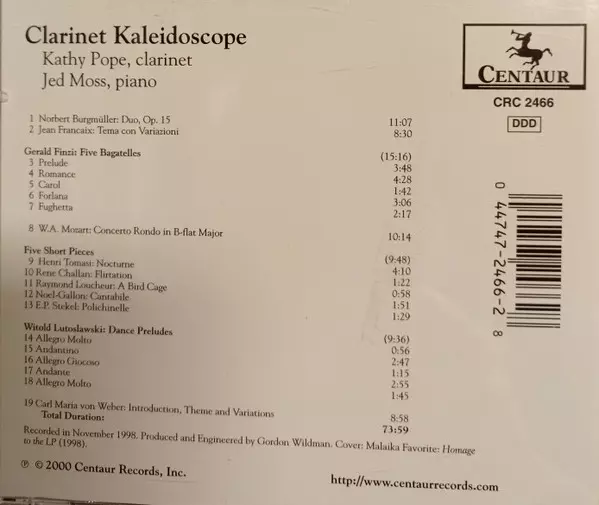 Clarinet Kaleidoscope
Kathy Pope, clarinet
Jed Moss, piano
CENTAUR
CRC 2466
DDD
1 Norbert Burgmüller: Duo, Op. 15 11:07
2 Jean Francaix: Tema con Variazioni 8:30
Gerald Finzi: Five Bagatelles (15:16)
3 Prelude 3:48
4 Romance 4:28
5 Carol 1:42
6 Forlana 3:06
7 Fughetta 2:17
8 W.A. Mozart: Concerto Rondo in B-flat Major 10:14
Five Short Pieces (9:48)
9 Henri Tomasi: Nocturne 4:10
10 Rene Challan: Flirtation 1:22
11 Raymond Loucheur: A Bird Cage 0:58
12 Noel-Gallon: Cantabile 1:51
13 E.P. Stekel: Polichinelle 1:29
Witold Lutoslawski: Dance Preludes (9:36)
14 Allegro Molto 0:56
15 Andantino 2:47
16 Allegro Giocoso 1:15
17 Andante 2:55
18 Allegro Molto 1:45
19 Carl Maria von Weber: Introduction, Theme and Variations 8:58
Total Duration: 73:59
Recorded in November 1998. Produced and Engineered by Gordon Wildman. Cover: Malaika Favorite: Homage
to the LP (1998).
℗ © 2000 Centaur Records, Inc.
http://www.centaurrecords.com
0 44747-2466-2 8